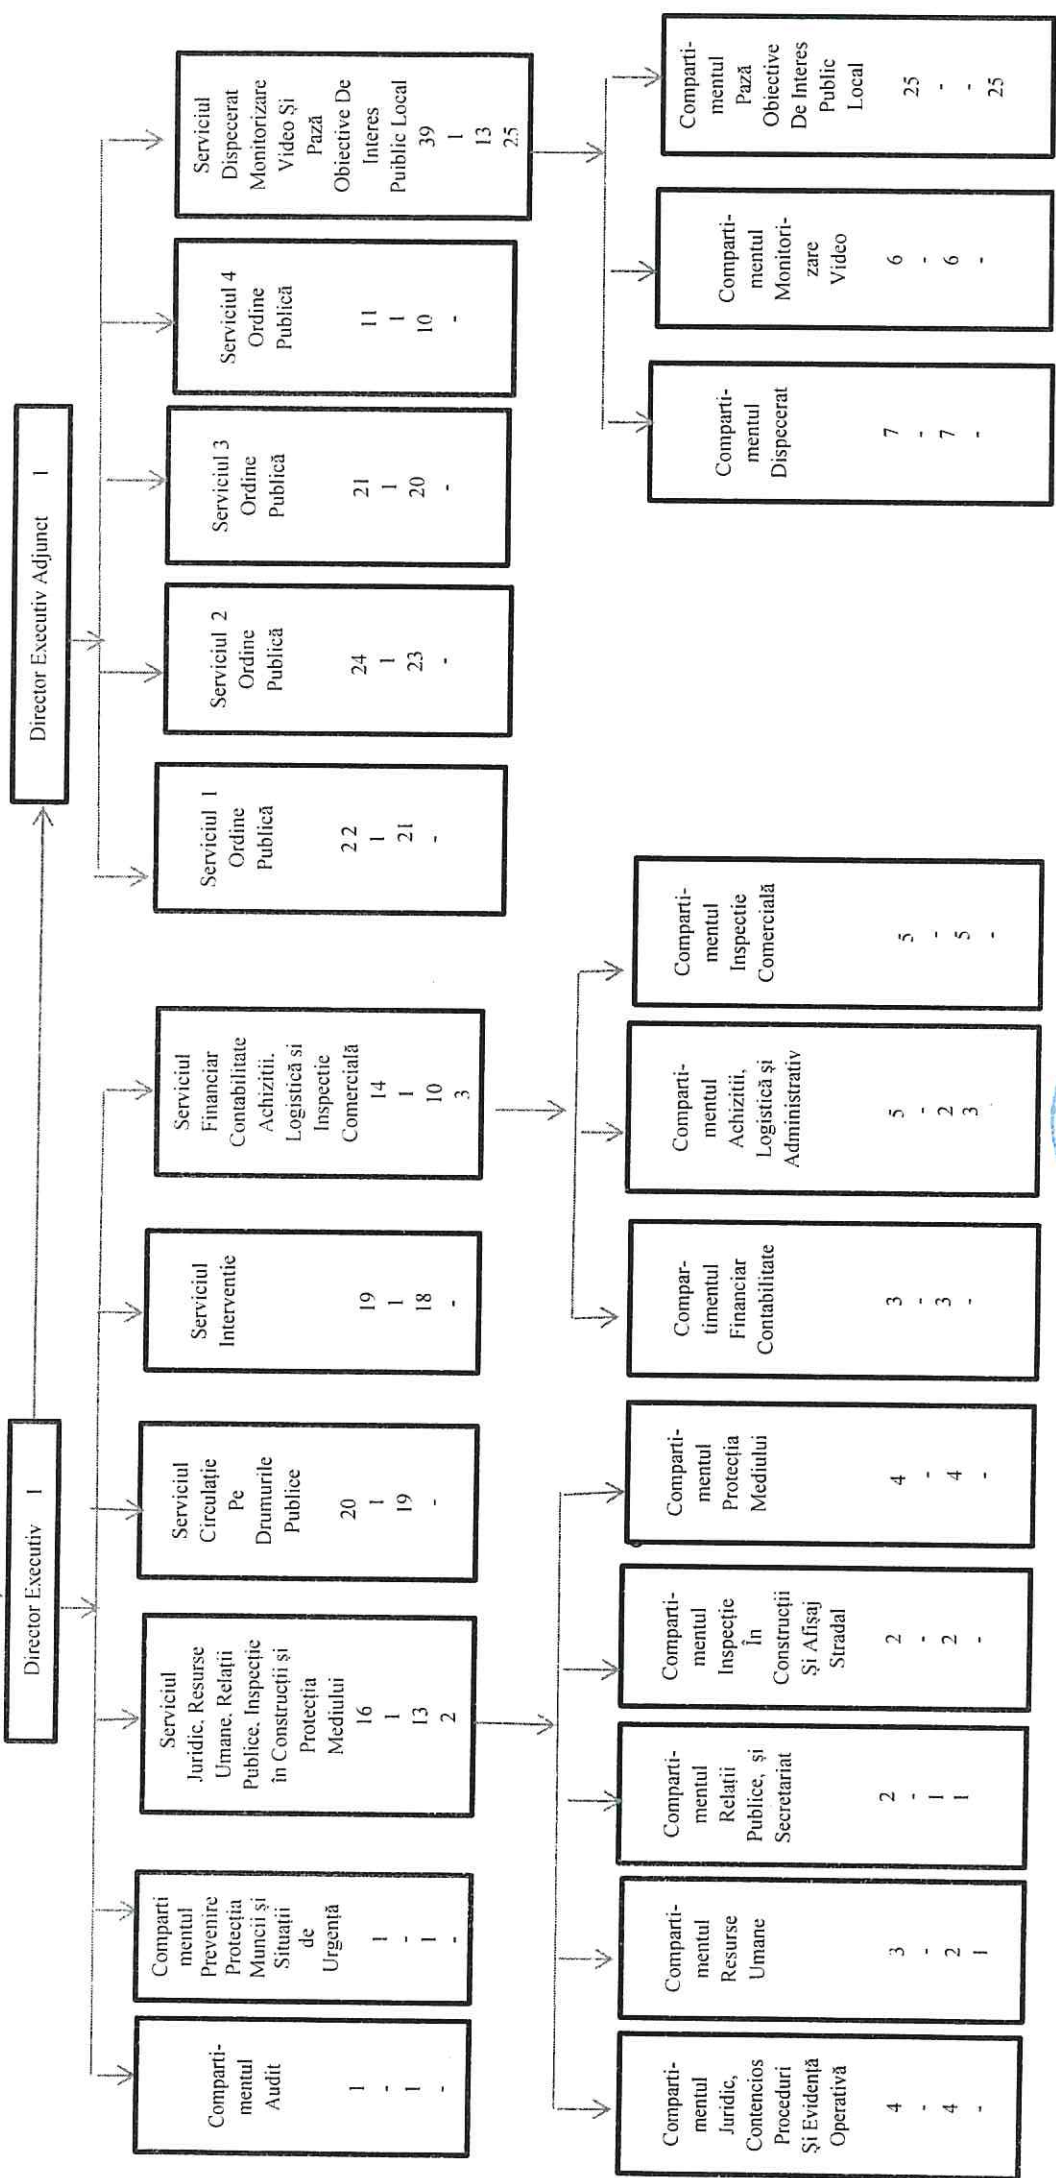 Director Executiv 1
Director Executiv Adjunct 1
Comparti-
mentul
Audit
1
-
1
-
Comparti
mentul
Prevenire
Protecția
Muncii și
Situații
de
Urgență
1
-
1
-
Serviciul
Juridic. Resurse
Umane. Relații
Publice. Inspecție
în Construcții și
Protecția
Mediului
16
1
13
2
Serviciul
Circulație
Pe
Drumurile
Publice
20
1
19
-
Serviciul
Interventie
19
1
18
-
Serviciul
Financiar
Contabilitate
Achizitii.
Logistică si
Inspectie
Comercială
14
1
10
3
Serviciul 1
Ordine
Publică
2 2
1
21
-
Serviciul 2
Ordine
Publică
24
1
23
-
Serviciul 3
Ordine
Publică
21
1
20
-
Serviciul 4
Ordine
Publică
11
1
10
-
Serviciul
Dispecerat
Monitorizare
Video Și
Pază
Obiective De
Interes
Puiblic Local
39
1
13
25
Comparti-
mentul
Juridic,
Contencios
Proceduri
Și Evidență
Operativă
4
-
4
-
Comparti-
mentul
Resurse
Umane
3
-
2
1
Comparti-
mentul
Relații
Publice, și
Secretariat
2
-
1
1
Comparti-
mentul
Inspecție
În
Construcții
Și Afișaj
Stradal
2
-
2
-
Comparti-
mentul
Protecția
Mediului
4
-
4
-
Compar-
timentul
Financiar
Contabilitate
3
-
3
-
Comparti-
mentul
Achizitii,
Logistică și
Administrativ
5
-
2
3
Comparti-
mentul
Inspectie
Comercială
5
-
5
-
Comparti-
mentul
Dispecerat
7
-
7
-
Comparti-
mentul
Monitori-
zare
Video
6
-
6
-
Comparti-
mentul
Pază
Obiective
De Interes
Public
Local
25
-
-
25